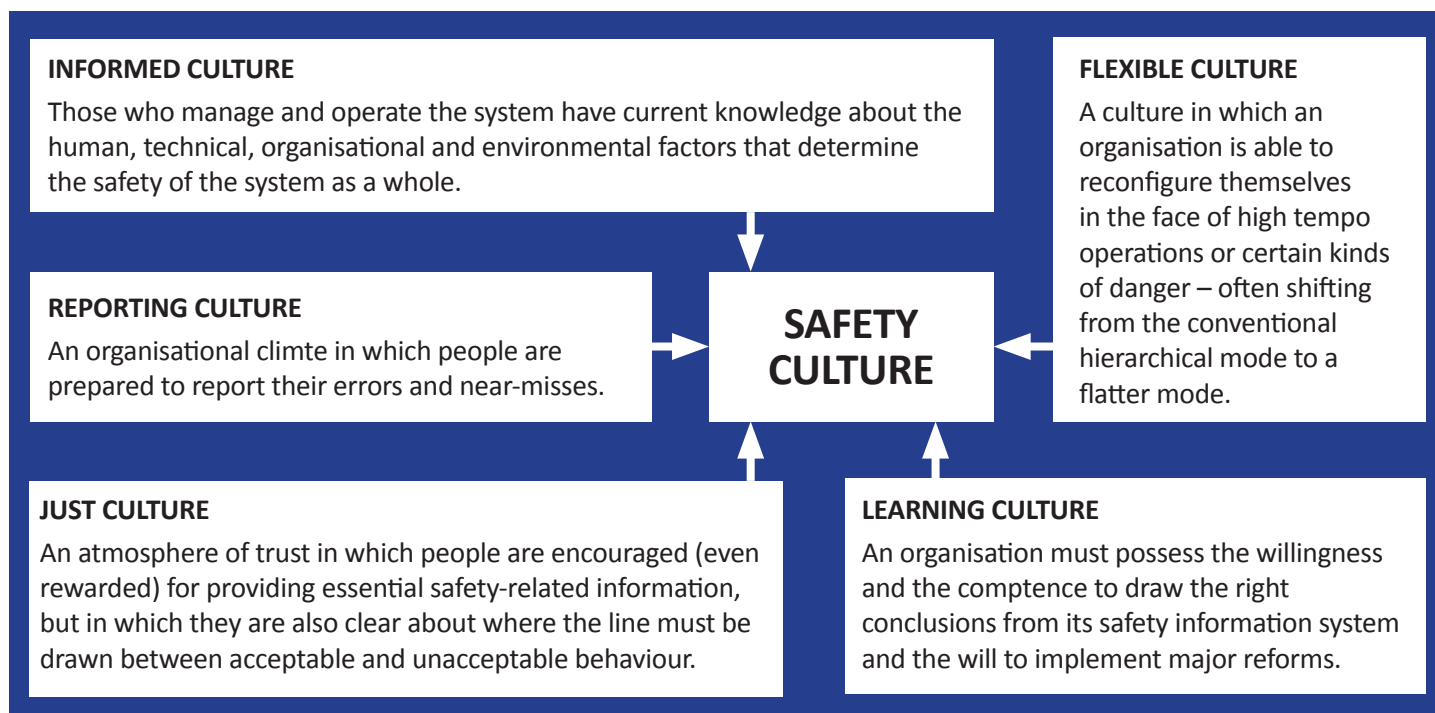 INFORMED CULTURE
Those who manage and operate the system have current knowledge about the
human, technical, organisational and environmental factors that determine
the safety of the system as a whole.
FLEXIBLE CULTURE
A culture in which an
organisation is able to
reconfigure themselves
in the face of high tempo
operations or certain kinds
of danger – often shifting
from the conventional
hierarchical mode to a
flatter mode.
REPORTING CULTURE
An organisational climte in which people are
prepared to report their errors and near-misses.
SAFETY
CULTURE
JUST CULTURE
An atmosphere of trust in which people are encouraged (even
rewarded) for providing essential safety-related information,
but in which they are also clear about where the line must be
drawn between acceptable and unacceptable behaviour.
LEARNING CULTURE
An organisation must possess the willingness
and the comptence to draw the right
conclusions from its safety information system
and the will to implement major reforms.